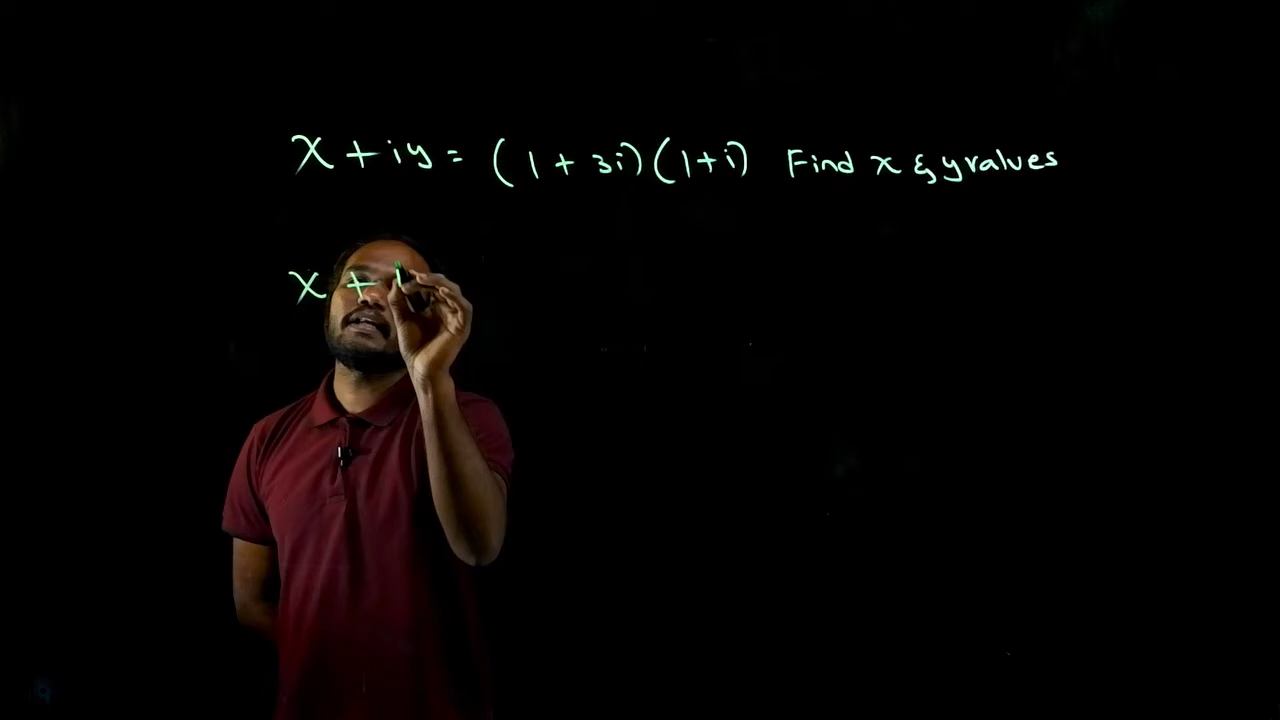 x + iy = (1 + 3i)(1+i) Find x & y values
x + i